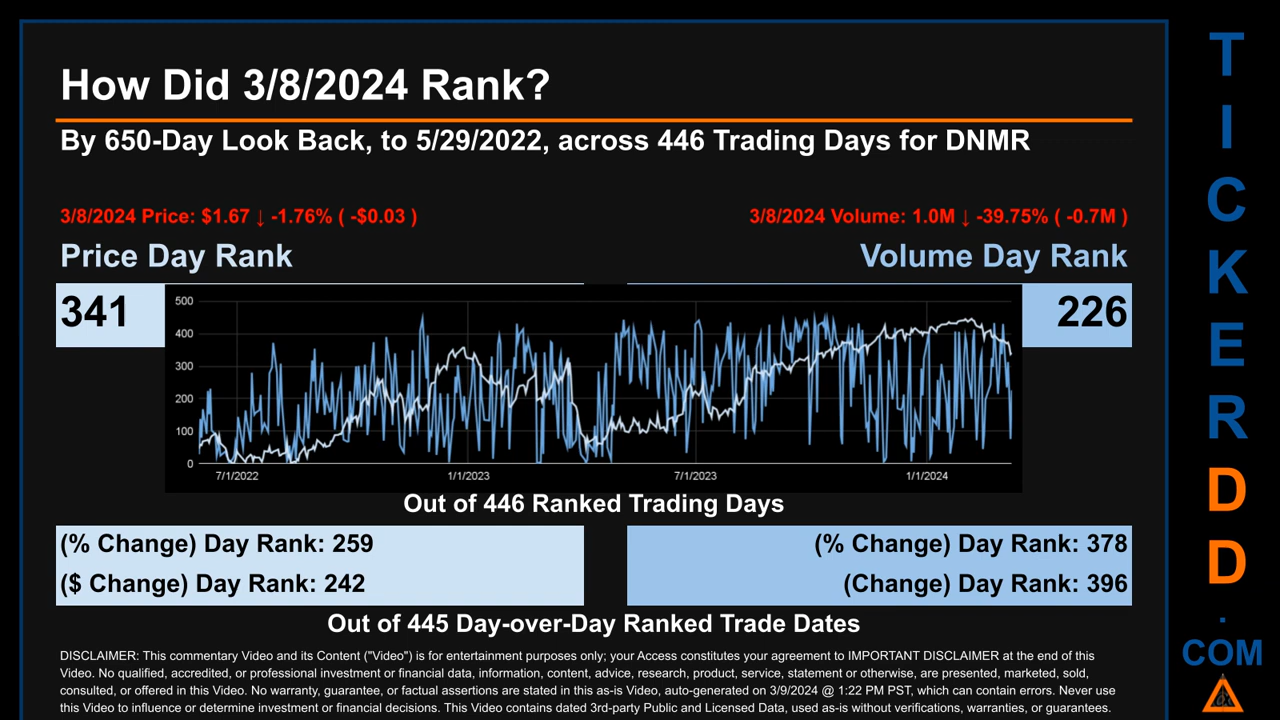 How Did 3/8/2024 Rank?
By 650-Day Look Back, to 5/29/2022, across 446 Trading Days for DNMR
3/8/2024 Price: $1.67 ↓ -1.76% ( -$0.03 )
3/8/2024 Volume: 1.0M ↓ -39.75% ( -0.7M )
Price Day Rank
Volume Day Rank
341
226
500
400
300
200
100
0
7/1/2022
1/1/2023
7/1/2023
1/1/2024
Out of 446 Ranked Trading Days
(% Change) Day Rank: 259
($ Change) Day Rank: 242
(% Change) Day Rank: 378
(Change) Day Rank: 396
Out of 445 Day-over-Day Ranked Trade Dates
DISCLAIMER: This commentary Video and its Content ("Video") is for entertainment purposes only; your Access constitutes your agreement to IMPORTANT DISCLAIMER at the end of this
Video. No qualified, accredited, or professional investment or financial data, information, content, advice, research, product, service, statement or otherwise, are presented, marketed, sold,
consulted, or offered in this Video. No warranty, guarantee, or factual assertions are stated in this as-is Video, auto-generated on 3/9/2024 @ 1:22 PM PST, which can contain errors. Never use
this Video to influence or determine investment or financial decisions. This Video contains dated 3rd-party Public and Licensed Data, used as-is without verifications, warranties, or guarantees.
T
I
C
K
E
R
D
D
.
COM